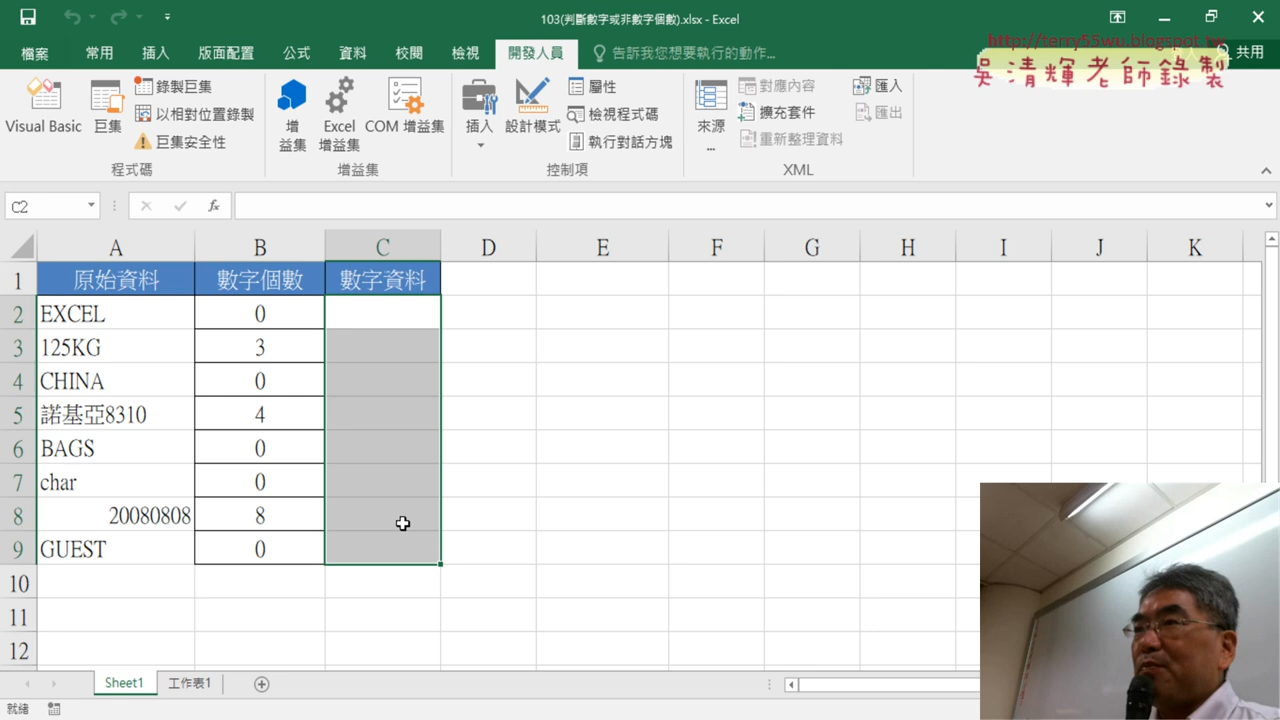 103(判斷數字或非數字個數).xlsx - Excel
檔案 常用 插入 版面配置 公式 資料 校閱 檢視 開發人員 告訴我您想要執行的動作... 共用
http://terry55wu.blogspot.tw
吳清輝老師錄製
Visual Basic 巨集 錄製巨集 以相對位置錄製 巨集安全性
增益集 Excel 增益集 COM 增益集
插入 設計模式 屬性 檢視程式碼 執行對話方塊
來源... 對應內容 擴充套件 重新整理資料 匯入 匯出
程式碼 增益集 控制項 XML
C2 fx
A B C D E F G H I J K
1 原始資料 數字個數 數字資料
2 EXCEL 0
3 125KG 3
4 CHINA 0
5 諾基亞8310 4
6 BAGS 0
7 char 0
8 20080808 8
9 GUEST 0
10
11
12
Sheet1 工作表1
就緒